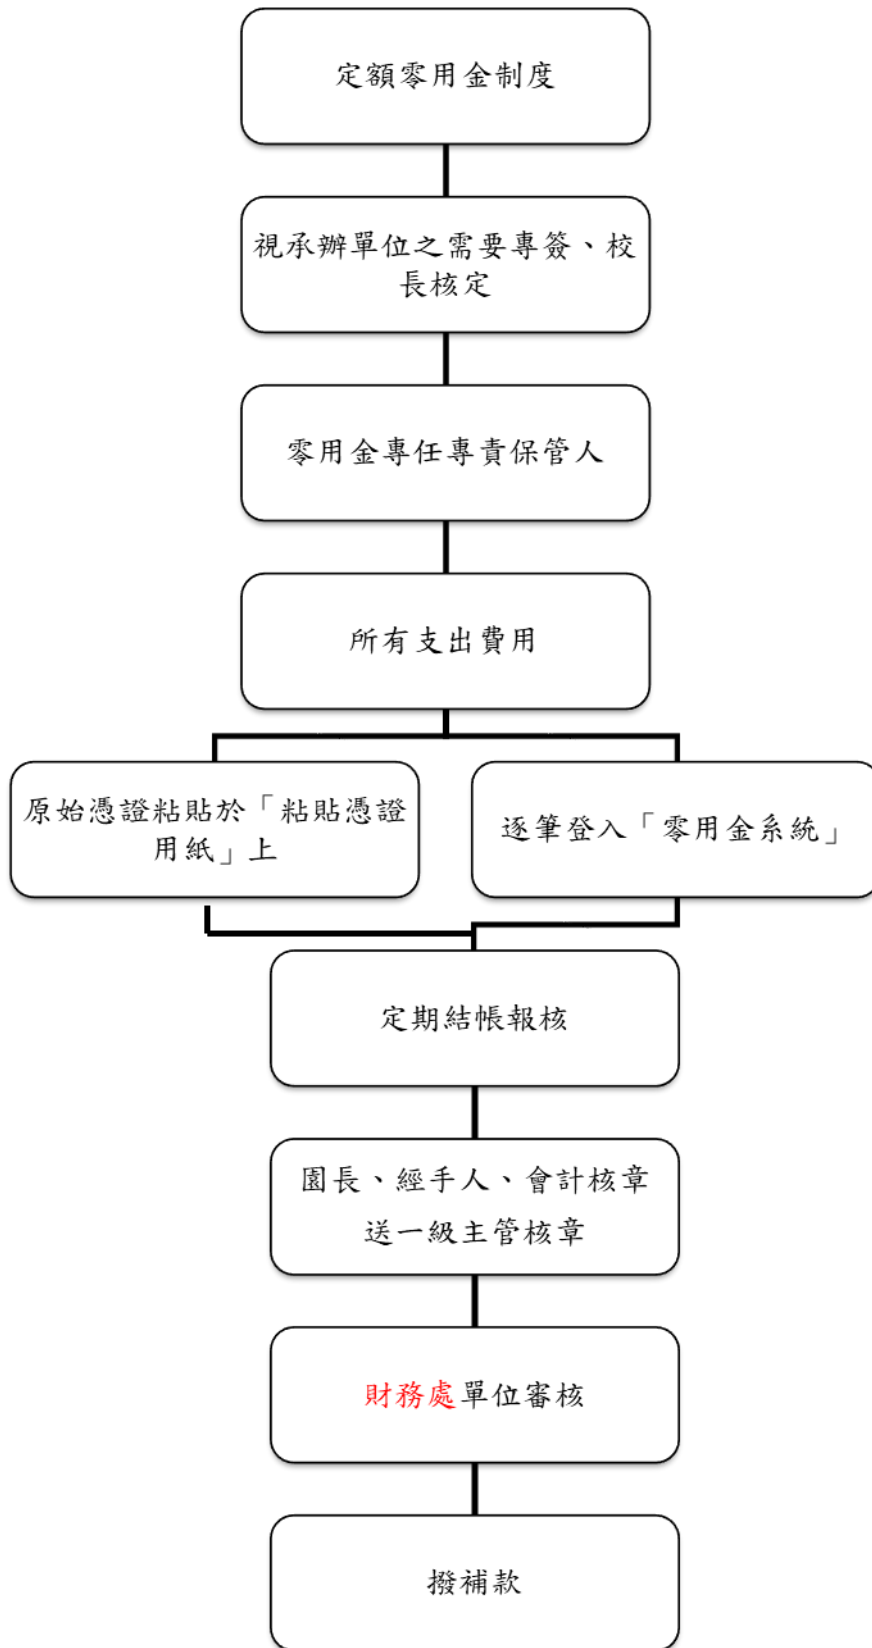 定額零用金制度
視承辦單位之需要專簽、校
長核定
零用金專任專責保管人
所有支出費用
原始憑證粘貼於「粘貼憑證
用紙」上
逐筆登入「零用金系統」
定期結帳報核
園長、經手人、會計核章
送一級主管核章
財務處單位審核
撥補款